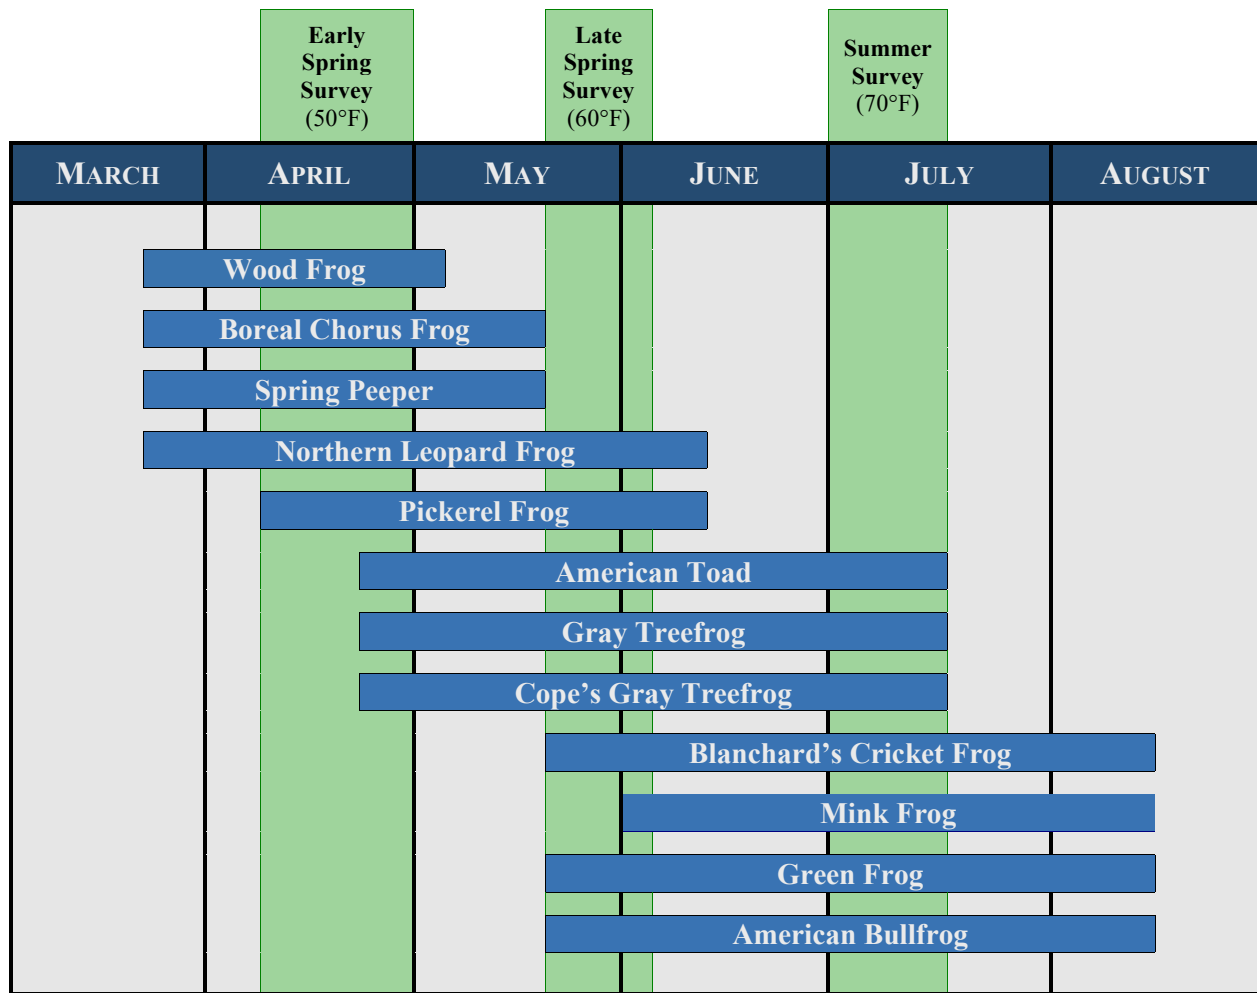 Early
Spring
Survey
(50°F)
Late
Spring
Survey
(60°F)
Summer
Survey
(70°F)
MARCH
APRIL
MAY
JUNE
JULY
AUGUST
Wood Frog
Boreal Chorus Frog
Spring Peeper
Northern Leopard Frog
Pickerel Frog
American Toad
Gray Treefrog
Cope’s Gray Treefrog
Blanchard’s Cricket Frog
Mink Frog
Green Frog
American Bullfrog